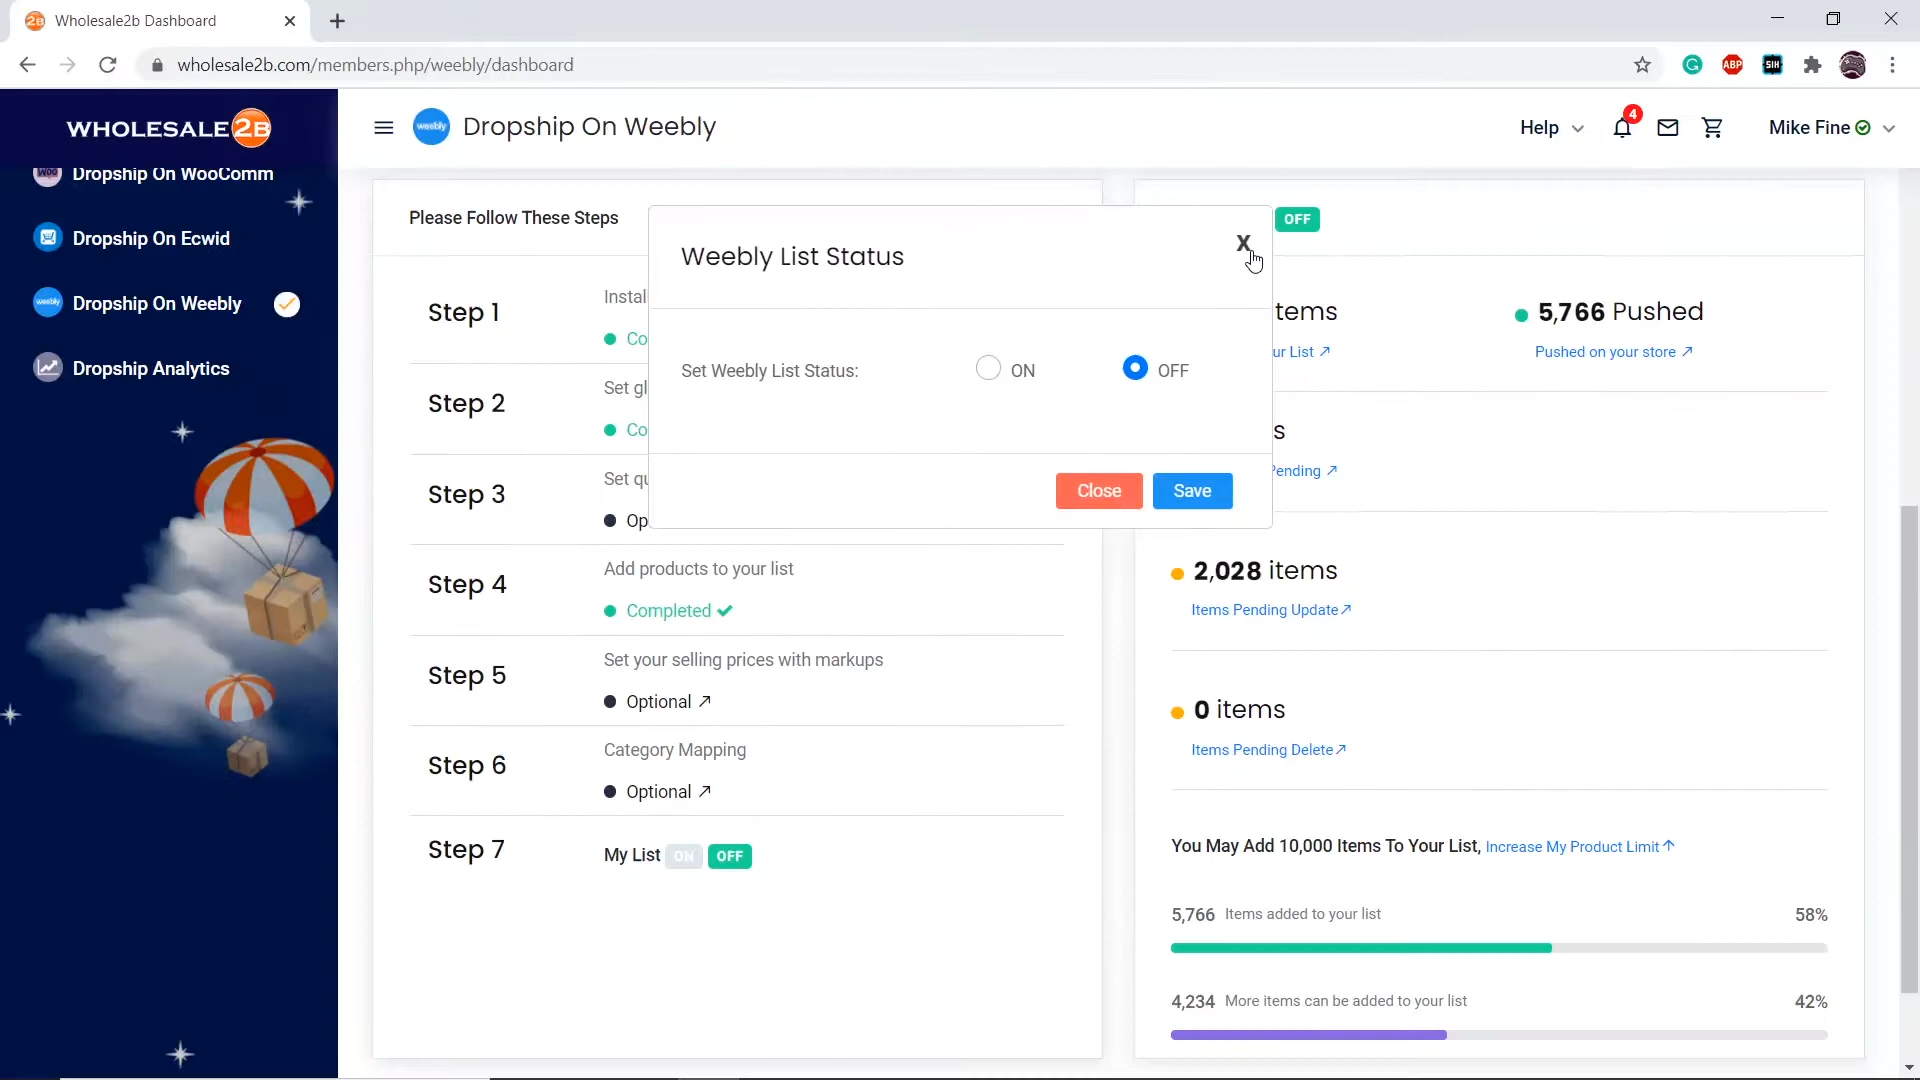 Wholesale2b Dashboard
wholesale2b.com/members.php/weebly/dashboard
ABP
SIH
WHOLESALE2B
weebly
Dropship On Weebly
Help
4
Mike Fine
Woo
Dropship On WooComm
Dropship On Ecwid
weebly
Dropship On Weebly
Dropship Analytics
Please Follow These Steps
Step 1
Instal
Co
Step 2
Set gl
Co
Step 3
Set qu
Op
Step 4
Add products to your list
Completed
Step 5
Set your selling prices with markups
Optional
Step 6
Category Mapping
Optional
Step 7
My List ON OFF
Weebly List Status
X
Set Weebly List Status:
ON
OFF
Close
Save
OFF
tems
ur List
5,766 Pushed
Pushed on your store
s
Pending
2,028 items
Items Pending Update
0 items
Items Pending Delete
You May Add 10,000 Items To Your List, Increase My Product Limit
5,766 Items added to your list 58%
4,234 More items can be added to your list 42%